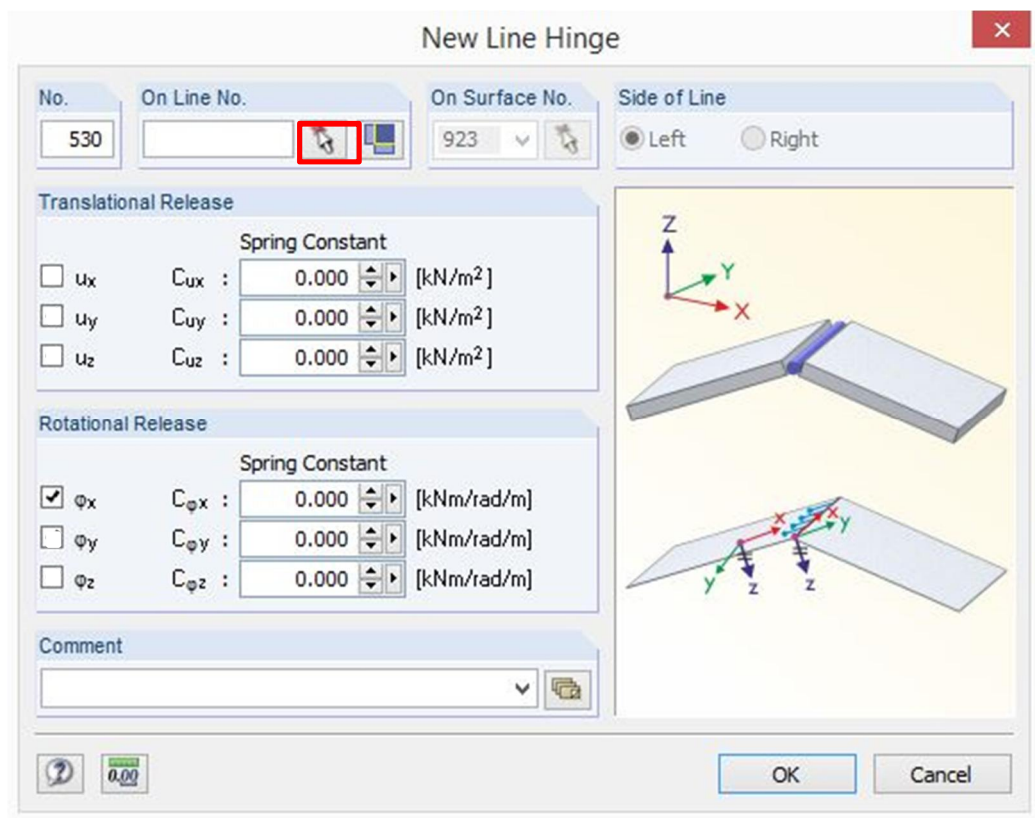 New Line Hinge
No. On Line No. On Surface No. Side of Line
530 923 Left Right
Translational Release
Spring Constant
ux Cux : 0.000 [kN/m²]
uy Cuy : 0.000 [kN/m²]
uz Cuz : 0.000 [kN/m²]
Rotational Release
Spring Constant
φx Cφx : 0.000 [kNm/rad/m]
φy Cφy : 0.000 [kNm/rad/m]
φz Cφz : 0.000 [kNm/rad/m]
Comment
Z
Y
X
x x
y y
z z
0.00 OK Cancel